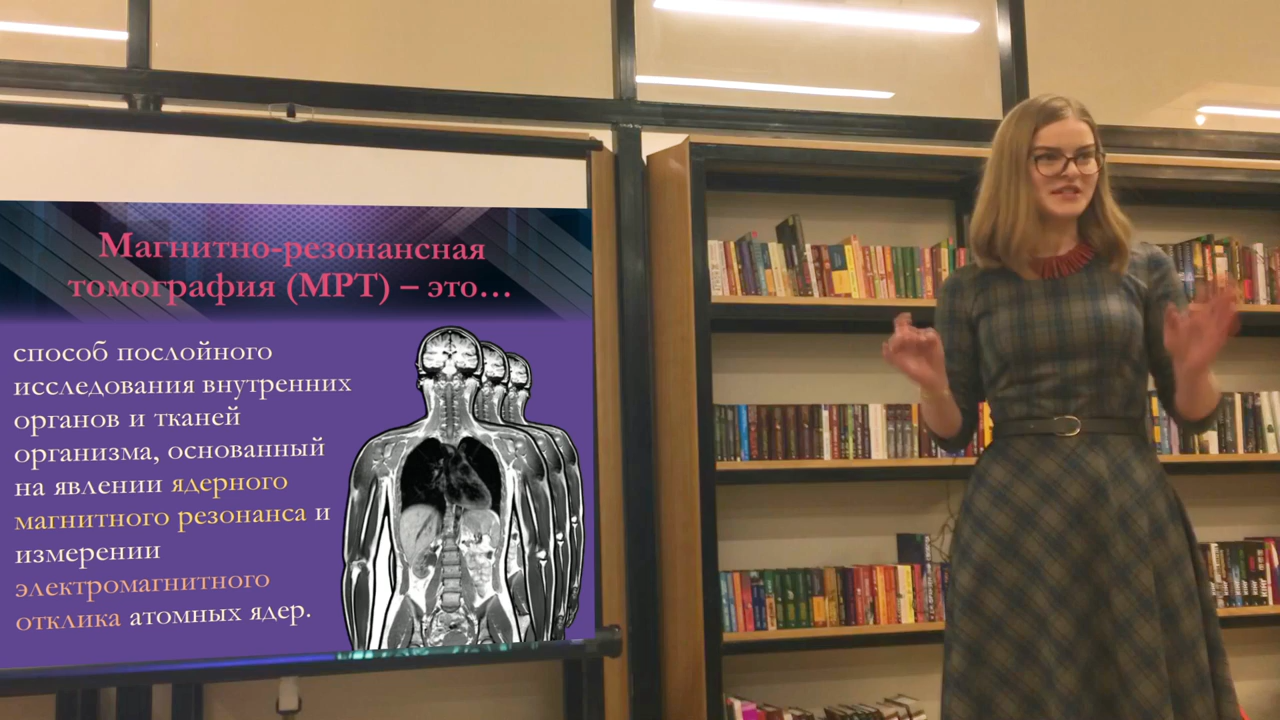 Магнитно-резонансная
томография (МРТ) – это...
способ послойного
исследования внутренних
органов и тканей
организма, основанный
на явлении ядерного
магнитного резонанса и
измерении
электромагнитного
отклика атомных ядер.